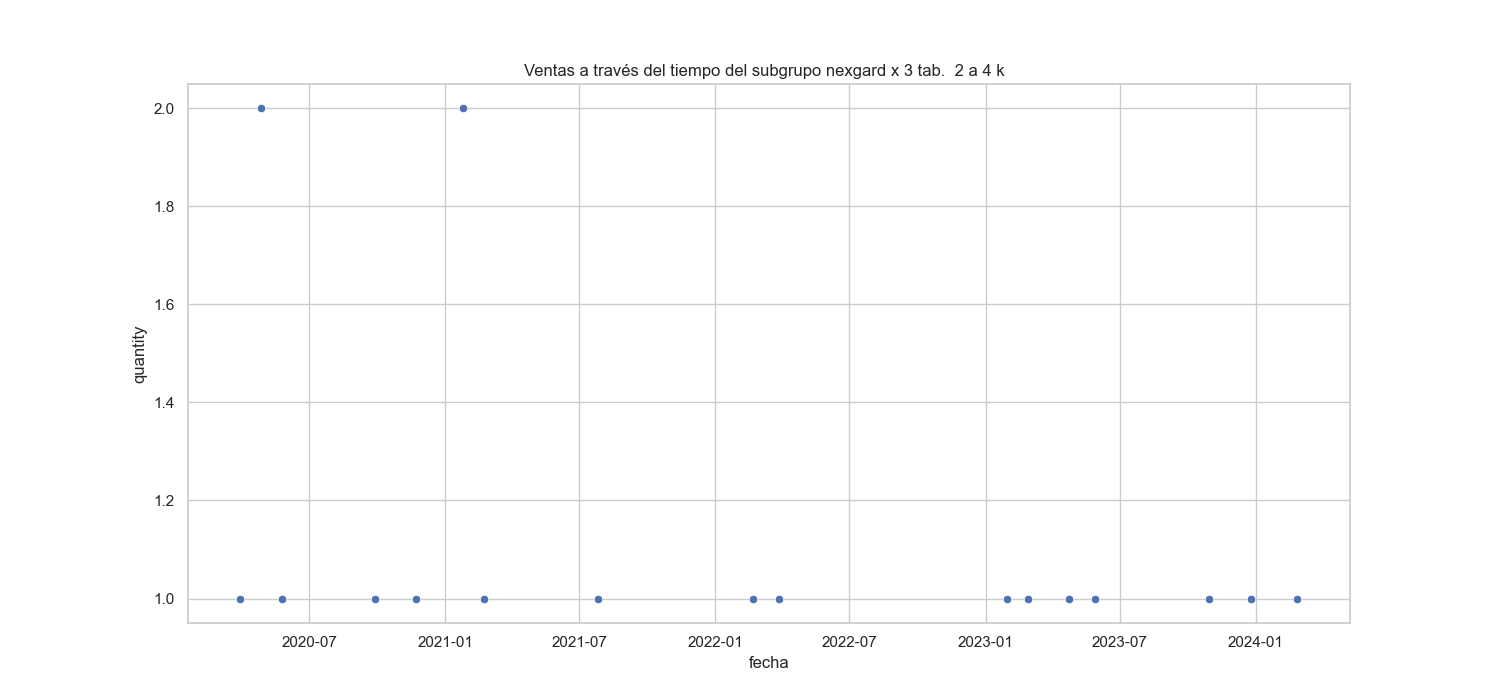 Ventas a través del tiempo del subgrupo nexgard x 3 tab.  2 a 4 k
2.0
1.8
1.6
1.4
1.2
1.0
quantity
2020-07 2021-01 2021-07 2022-01 2022-07 2023-01 2023-07 2024-01
fecha